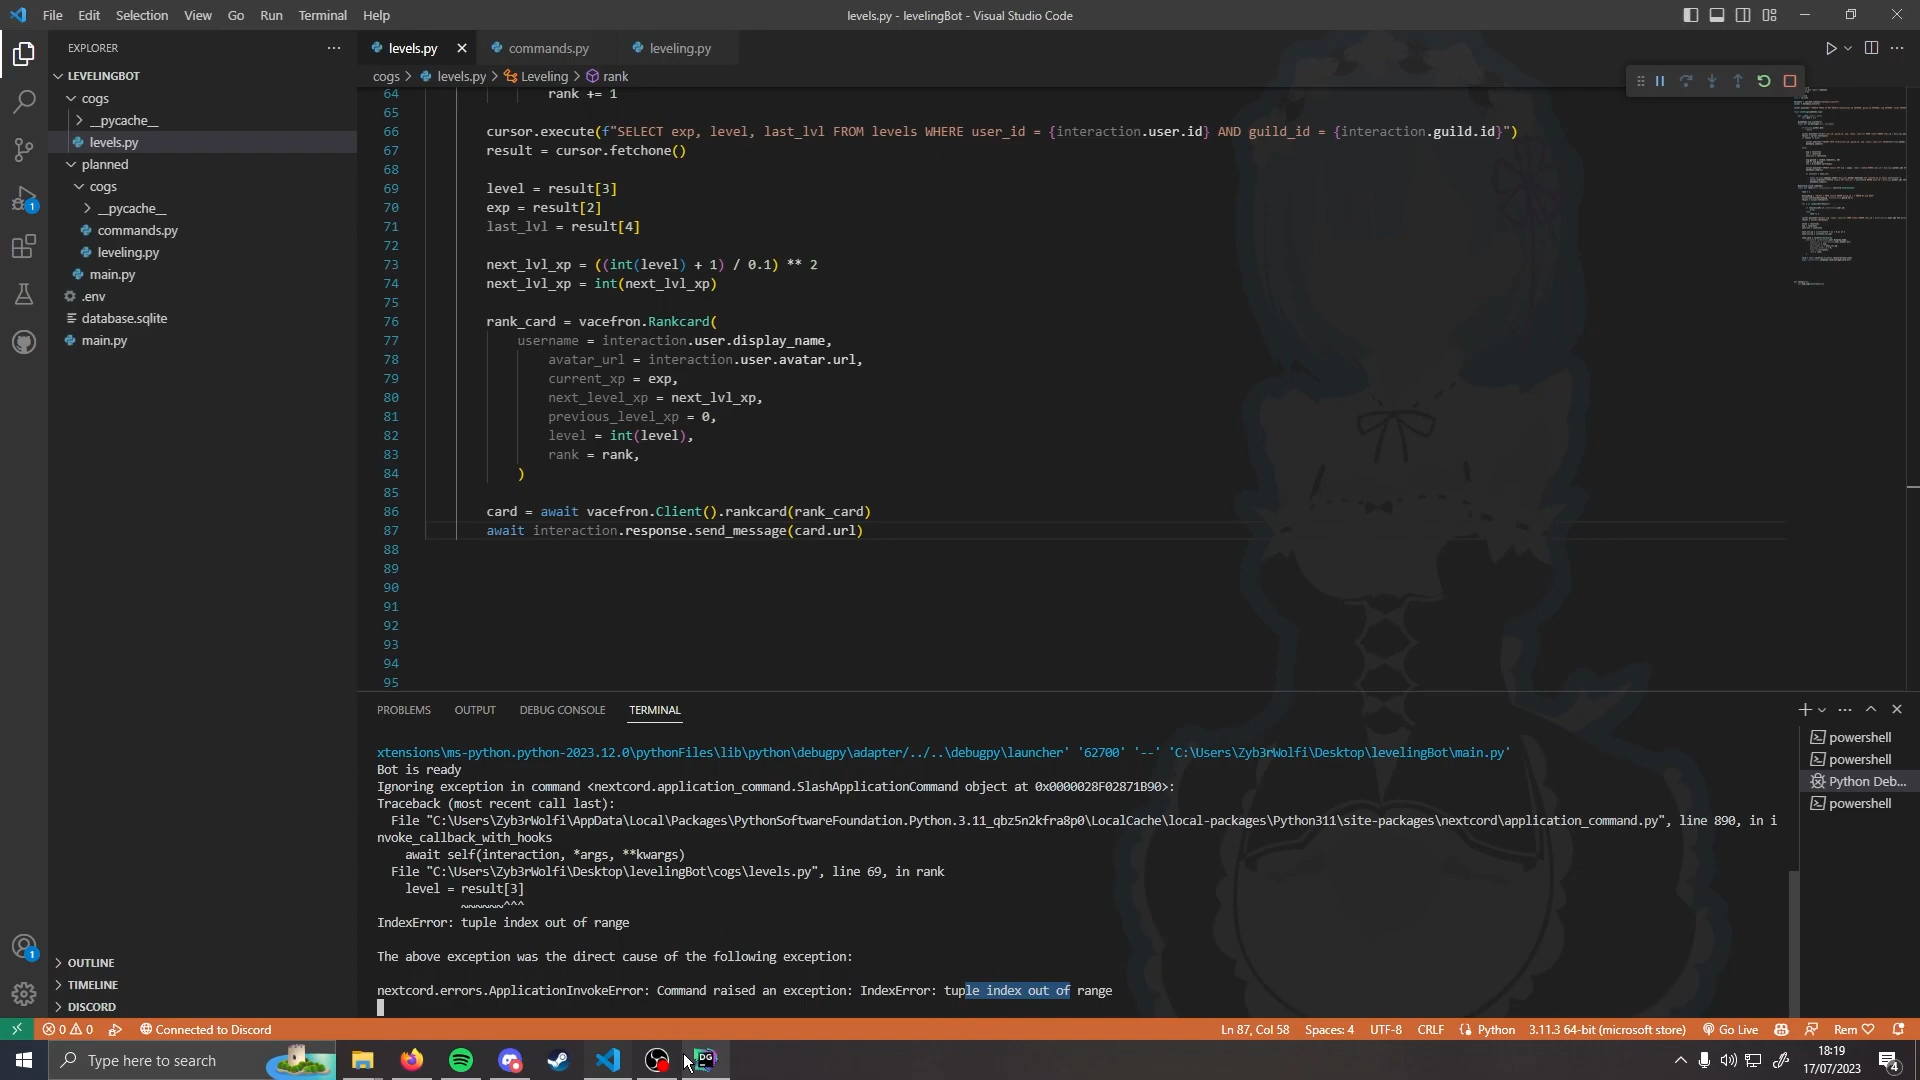 File Edit Selection View Go Run Terminal Help
levels.py - levelingBot - Visual Studio Code
EXPLORER
LEVELINGBOT
cogs
__pycache__
levels.py
planned
cogs
__pycache__
commands.py
leveling.py
main.py
.env
database.sqlite
main.py
OUTLINE
TIMELINE
DISCORD
levels.py commands.py leveling.py
cogs > levels.py > Leveling > rank
64 rank += 1
65
66 cursor.execute(f"SELECT exp, level, last_lvl FROM levels WHERE user_id = {interaction.user.id} AND guild_id = {interaction.guild.id}")
67 result = cursor.fetchone()
68
69 level = result[3]
70 exp = result[2]
71 last_lvl = result[4]
72
73 next_lvl_xp = ((int(level) + 1) / 0.1) ** 2
74 next_lvl_xp = int(next_lvl_xp)
75
76 rank_card = vacefron.Rankcard(
77 username = interaction.user.display_name,
78 avatar_url = interaction.user.avatar.url,
79 current_xp = exp,
80 next_level_xp = next_lvl_xp,
81 previous_level_xp = 0,
82 level = int(level),
83 rank = rank,
84 )
85
86 card = await vacefron.Client().rankcard(rank_card)
87 await interaction.response.send_message(card.url)
88
89
90
91
92
93
94
95
PROBLEMS OUTPUT DEBUG CONSOLE TERMINAL
xtensions\ms-python.python-2023.12.0\pythonFiles\lib\python\debugpy\adapter/../..\debugpy\launcher' '62700' '--' 'C:\Users\Zyb3rWolfi\Desktop\levelingBot\main.py'
Bot is ready
Ignoring exception in command <nextcord.application_command.SlashApplicationCommand object at 0x0000028F02871B90>:
Traceback (most recent call last):
File "C:\Users\Zyb3rWolfi\AppData\Local\Packages\PythonSoftwareFoundation.Python.3.11_qbz5n2kfra8p0\LocalCache\local-packages\Python311\site-packages\nextcord\application_command.py", line 890, in i
nvoke_callback_with_hooks
await self(interaction, *args, **kwargs)
File "C:\Users\Zyb3rWolfi\Desktop\levelingBot\cogs\levels.py", line 69, in rank
level = result[3]
~~~~~~^^^
IndexError: tuple index out of range
The above exception was the direct cause of the following exception:
nextcord.errors.ApplicationInvokeError: Command raised an exception: IndexError: tuple index out of range
powershell
powershell
Python Deb...
powershell
1
1
0 0 Connected to Discord Ln 87, Col 58 Spaces: 4 UTF-8 CRLF Python 3.11.3 64-bit (microsoft store) Go Live Rem
Type here to search
DG
18:19
17/07/2023
4